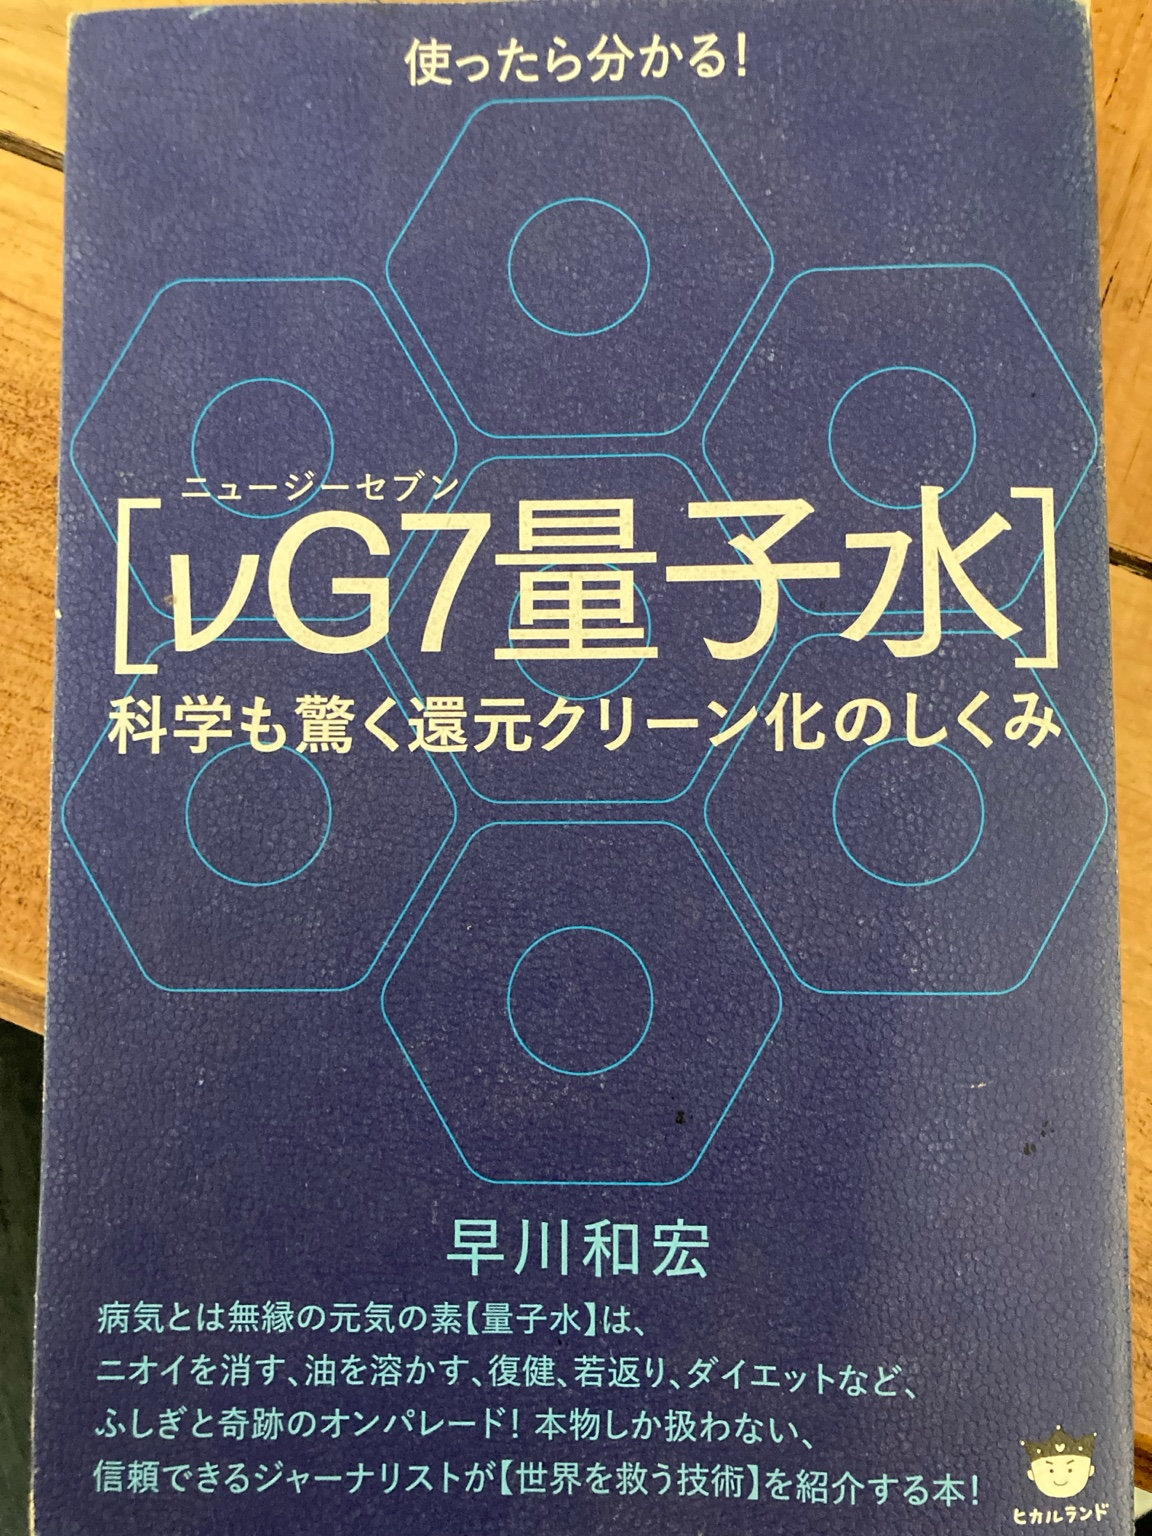 使ったら分かる!
ニュージーセブン
[νG7量子水]
科学も驚く還元クリーン化のしくみ
早川和宏
病気とは無縁の元気の素【量子水】は、
ニオイを消す、油を溶かす、復健、若返り、ダイエットなど、
ふしぎと奇跡のオンパレード! 本物しか扱わない、
信頼できるジャーナリストが【世界を救う技術】を紹介する本!
ヒカルランド